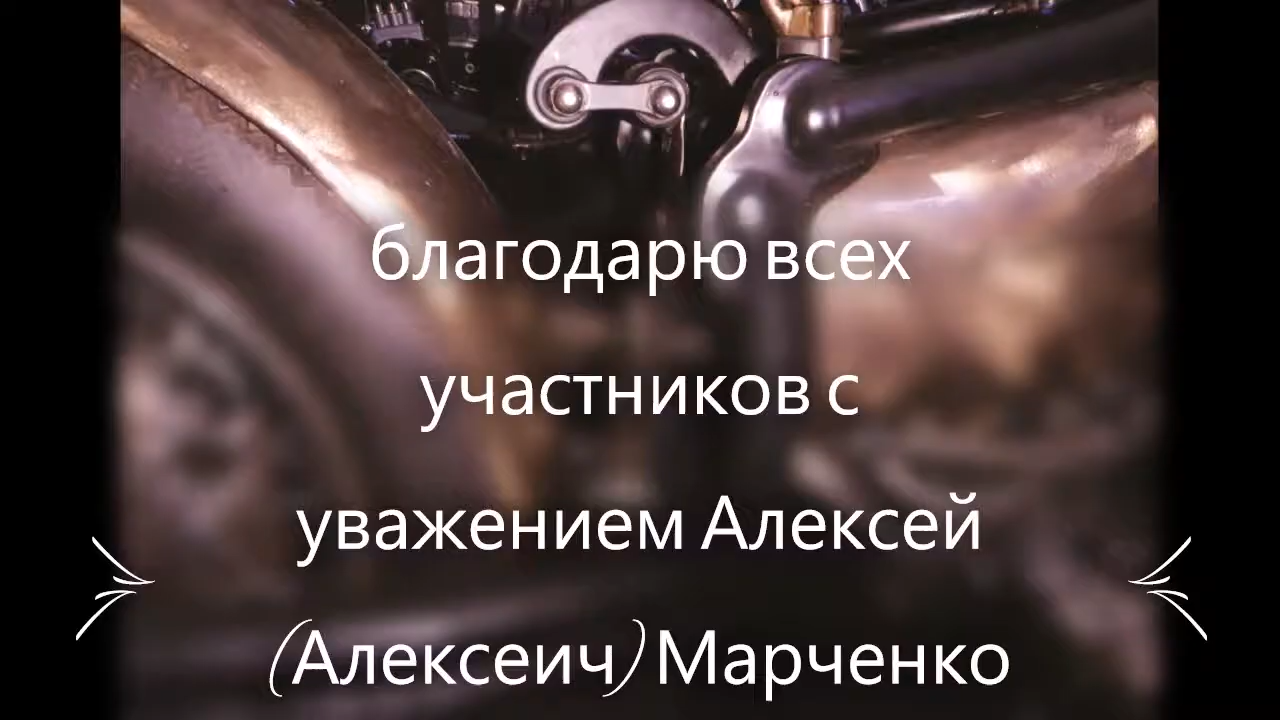 благодарю всех
участников с
уважением Алексей
(Алексеич) Марченко